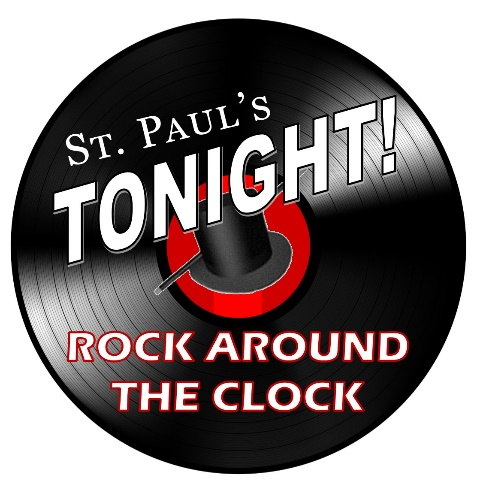 St. Paul's
TONIGHT!
ROCK AROUND
THE CLOCK